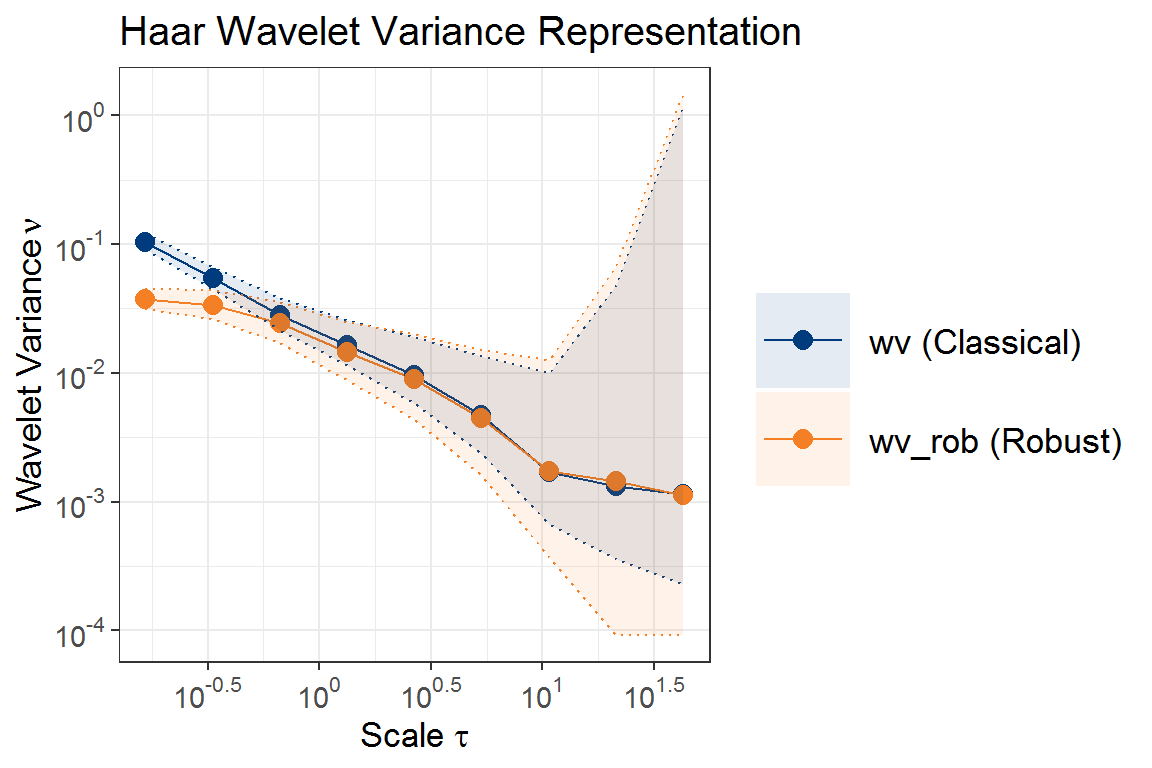 Haar Wavelet Variance Representation
Wavelet Variance ν
10^0
10^-1
10^-2
10^-3
10^-4
10^-0.5 10^0 10^0.5 10^1 10^1.5
Scale τ
wv (Classical)
wv_rob (Robust)